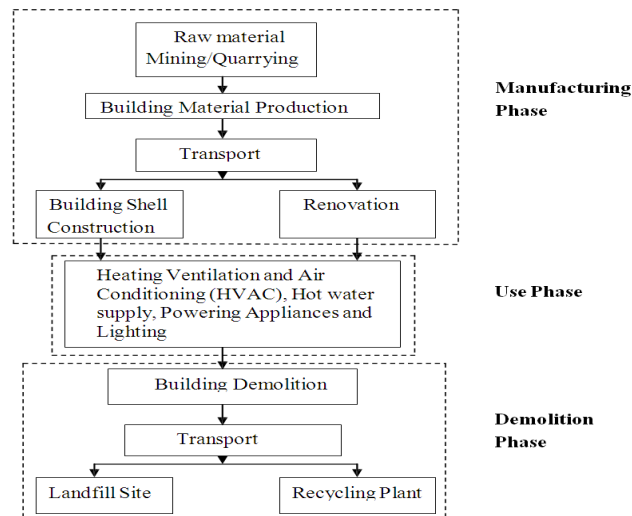 Raw material
Mining/Quarrying
Manufacturing
Phase
Building Material Production
Transport
Building Shell
Construction
Renovation
Heating Ventilation and Air
Conditioning (HVAC), Hot water
supply, Powering Appliances and
Lighting
Use Phase
Building Demolition
Demolition
Phase
Transport
Landfill Site
Recycling Plant